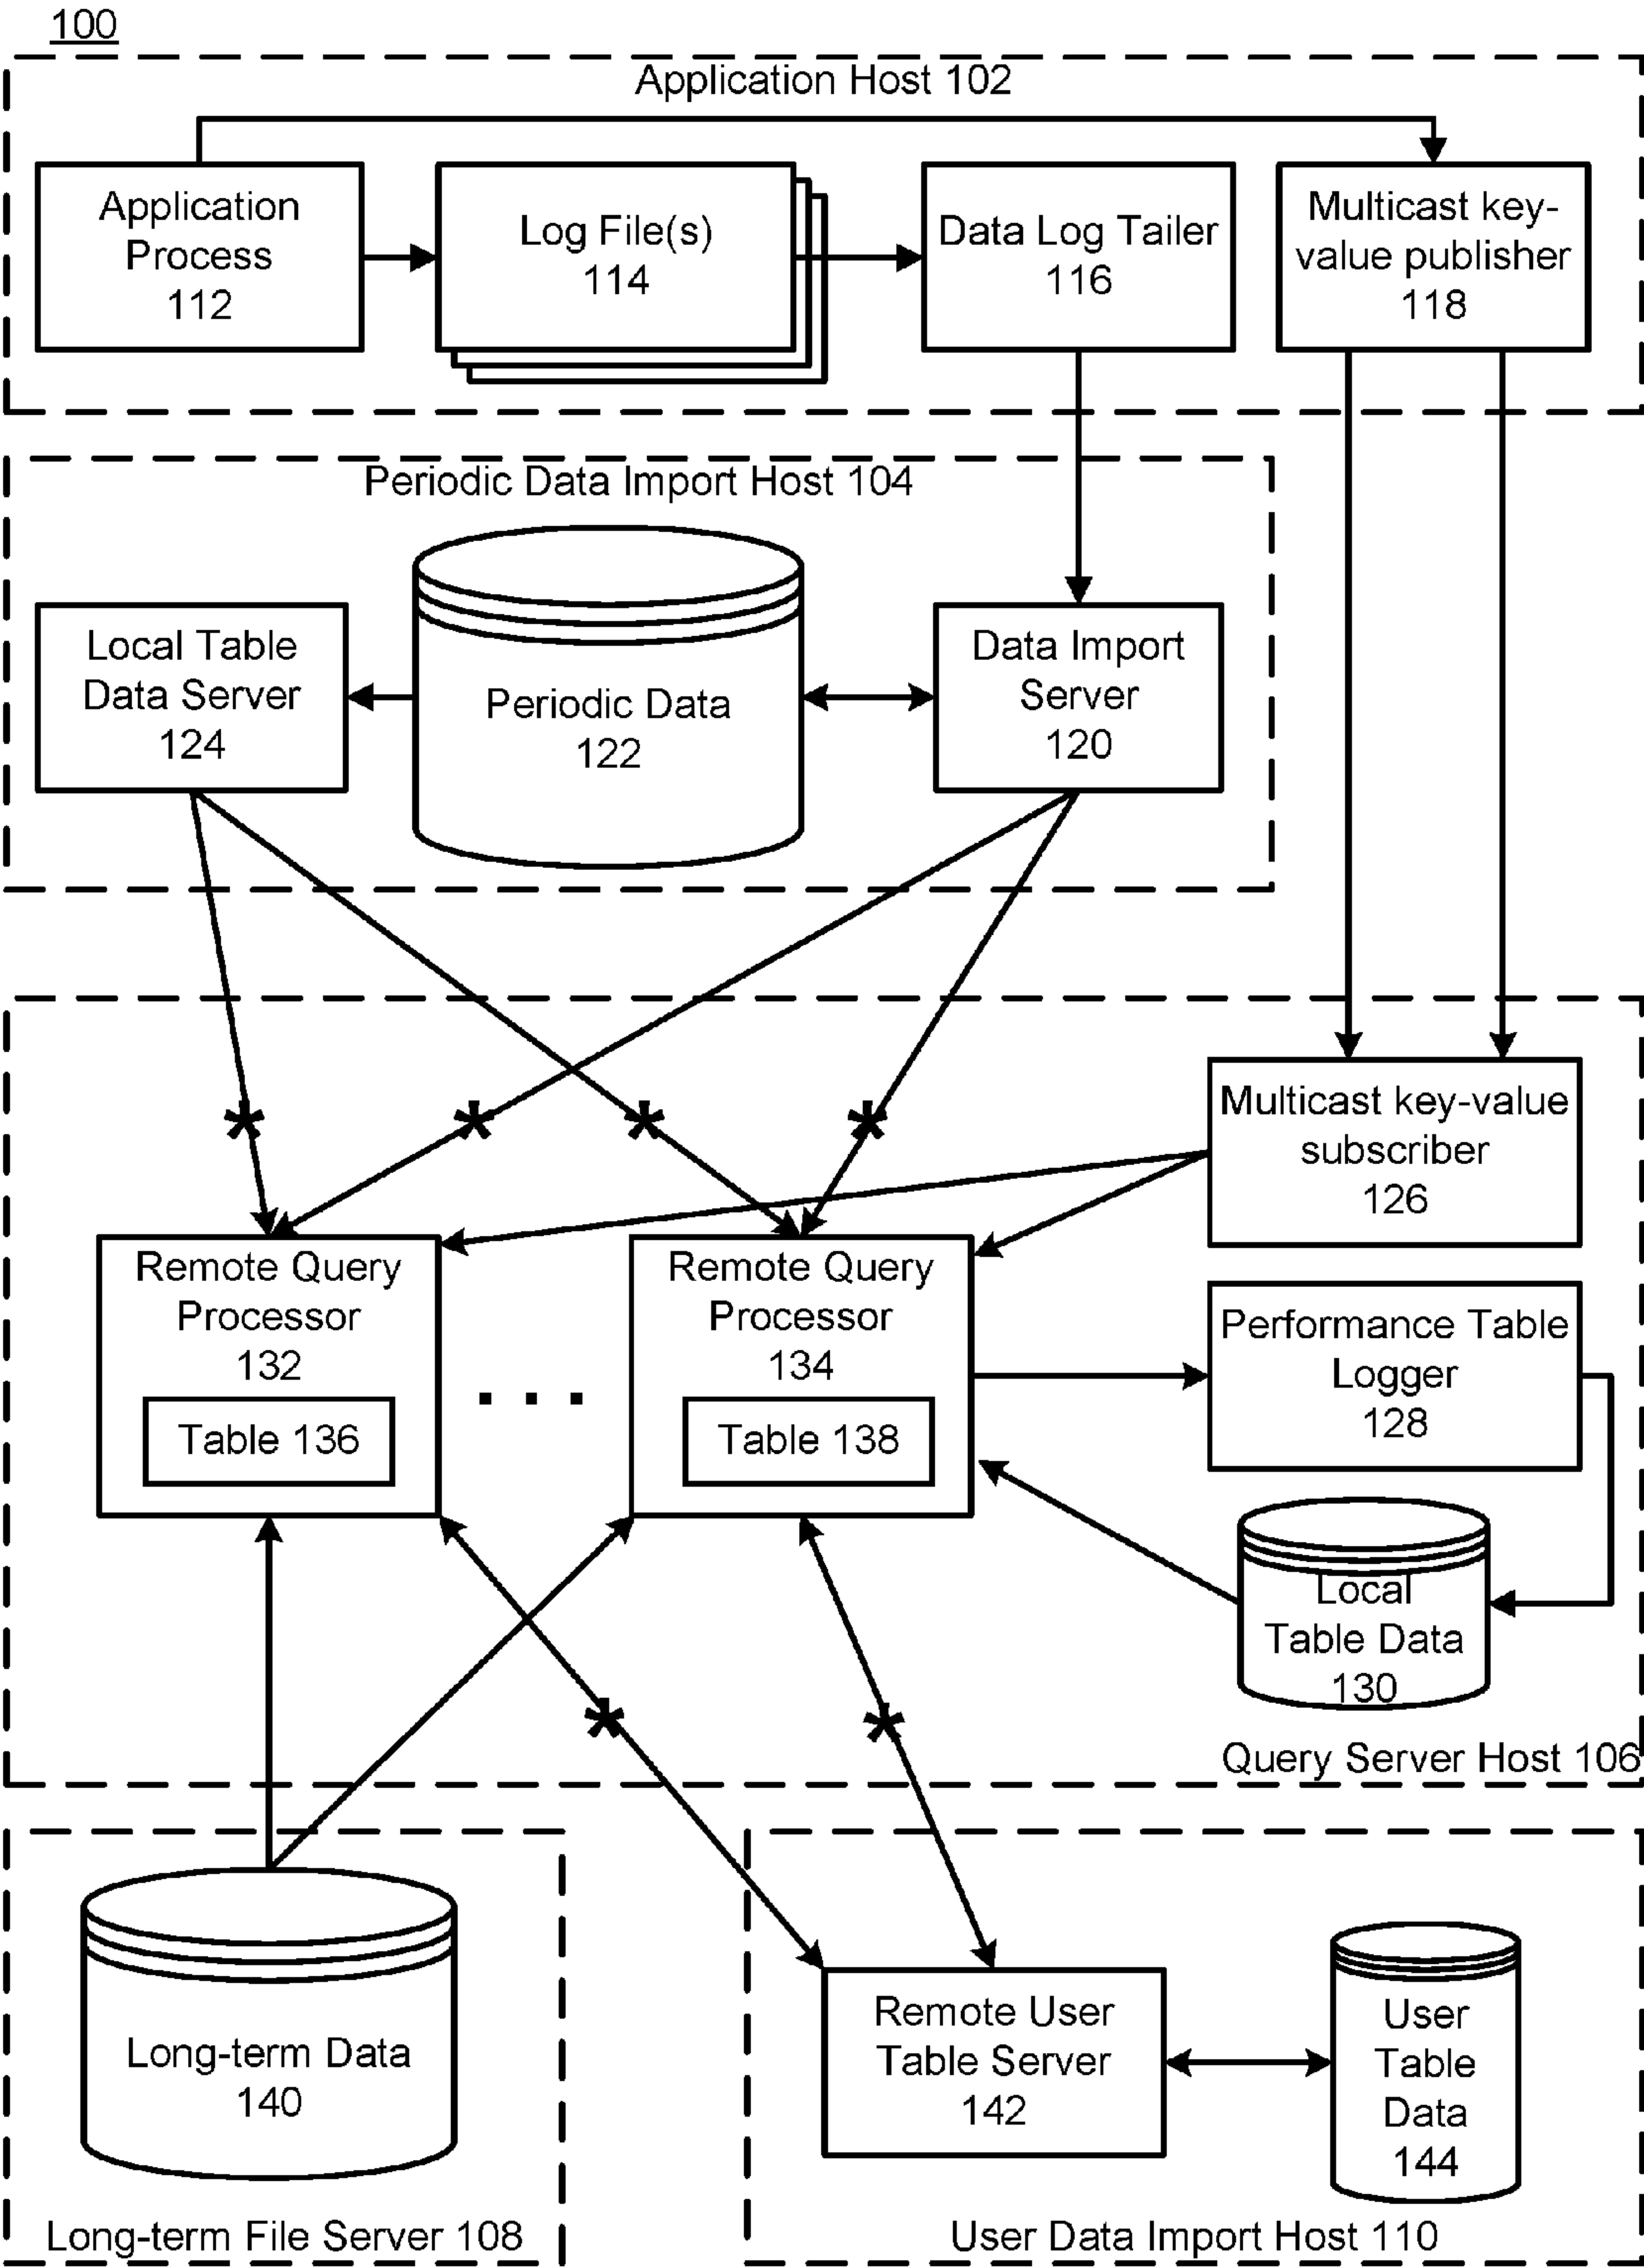 100
Application Host 102
Application
Process
112
Log File(s)
114
Data Log Tailer
116
Multicast key-
value publisher
118
Periodic Data Import Host 104
Local Table
Data Server
124
Periodic Data
122
Data Import
Server
120
Multicast key-value
subscriber
126
Remote Query
Processor
132
Table 136
. . .
Remote Query
Processor
134
Table 138
Performance Table
Logger
128
Local
Table Data
130
Query Server Host 106
Long-term Data
140
Long-term File Server 108
Remote User
Table Server
142
User
Table
Data
144
User Data Import Host 110